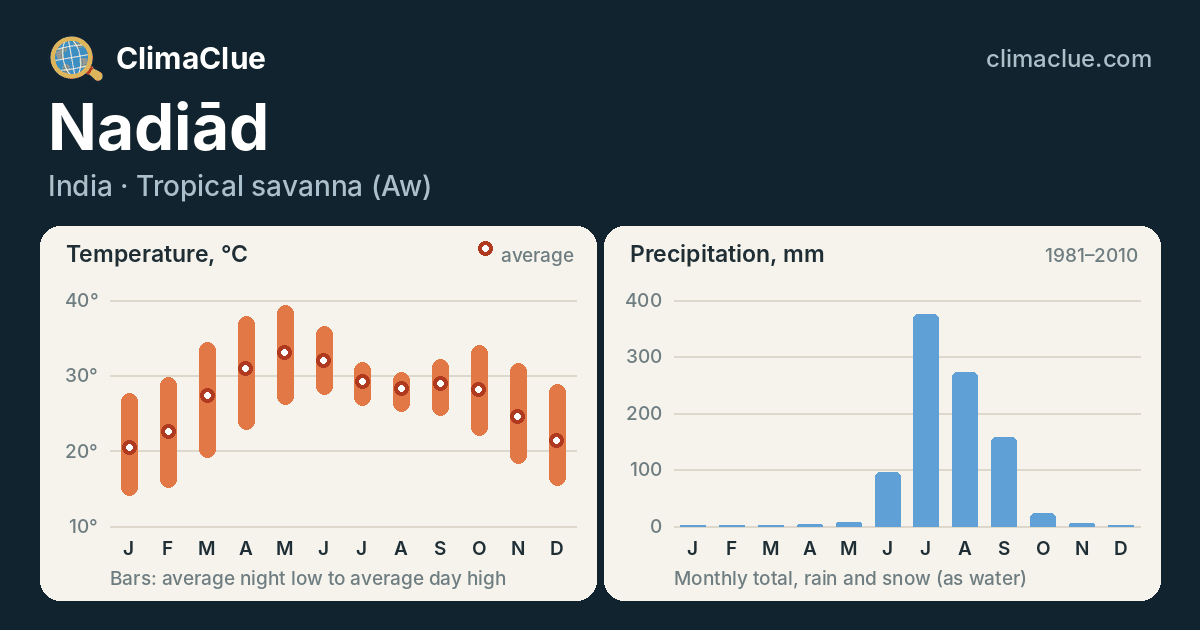 ClimaClue
climaclue.com
Nadiād
India · Tropical savanna (Aw)
Temperature, °C
average
40°
30°
20°
10°
J F M A M J J A S O N D
Bars: average night low to average day high
Precipitation, mm
1981–2010
400
300
200
100
0
J F M A M J J A S O N D
Monthly total, rain and snow (as water)